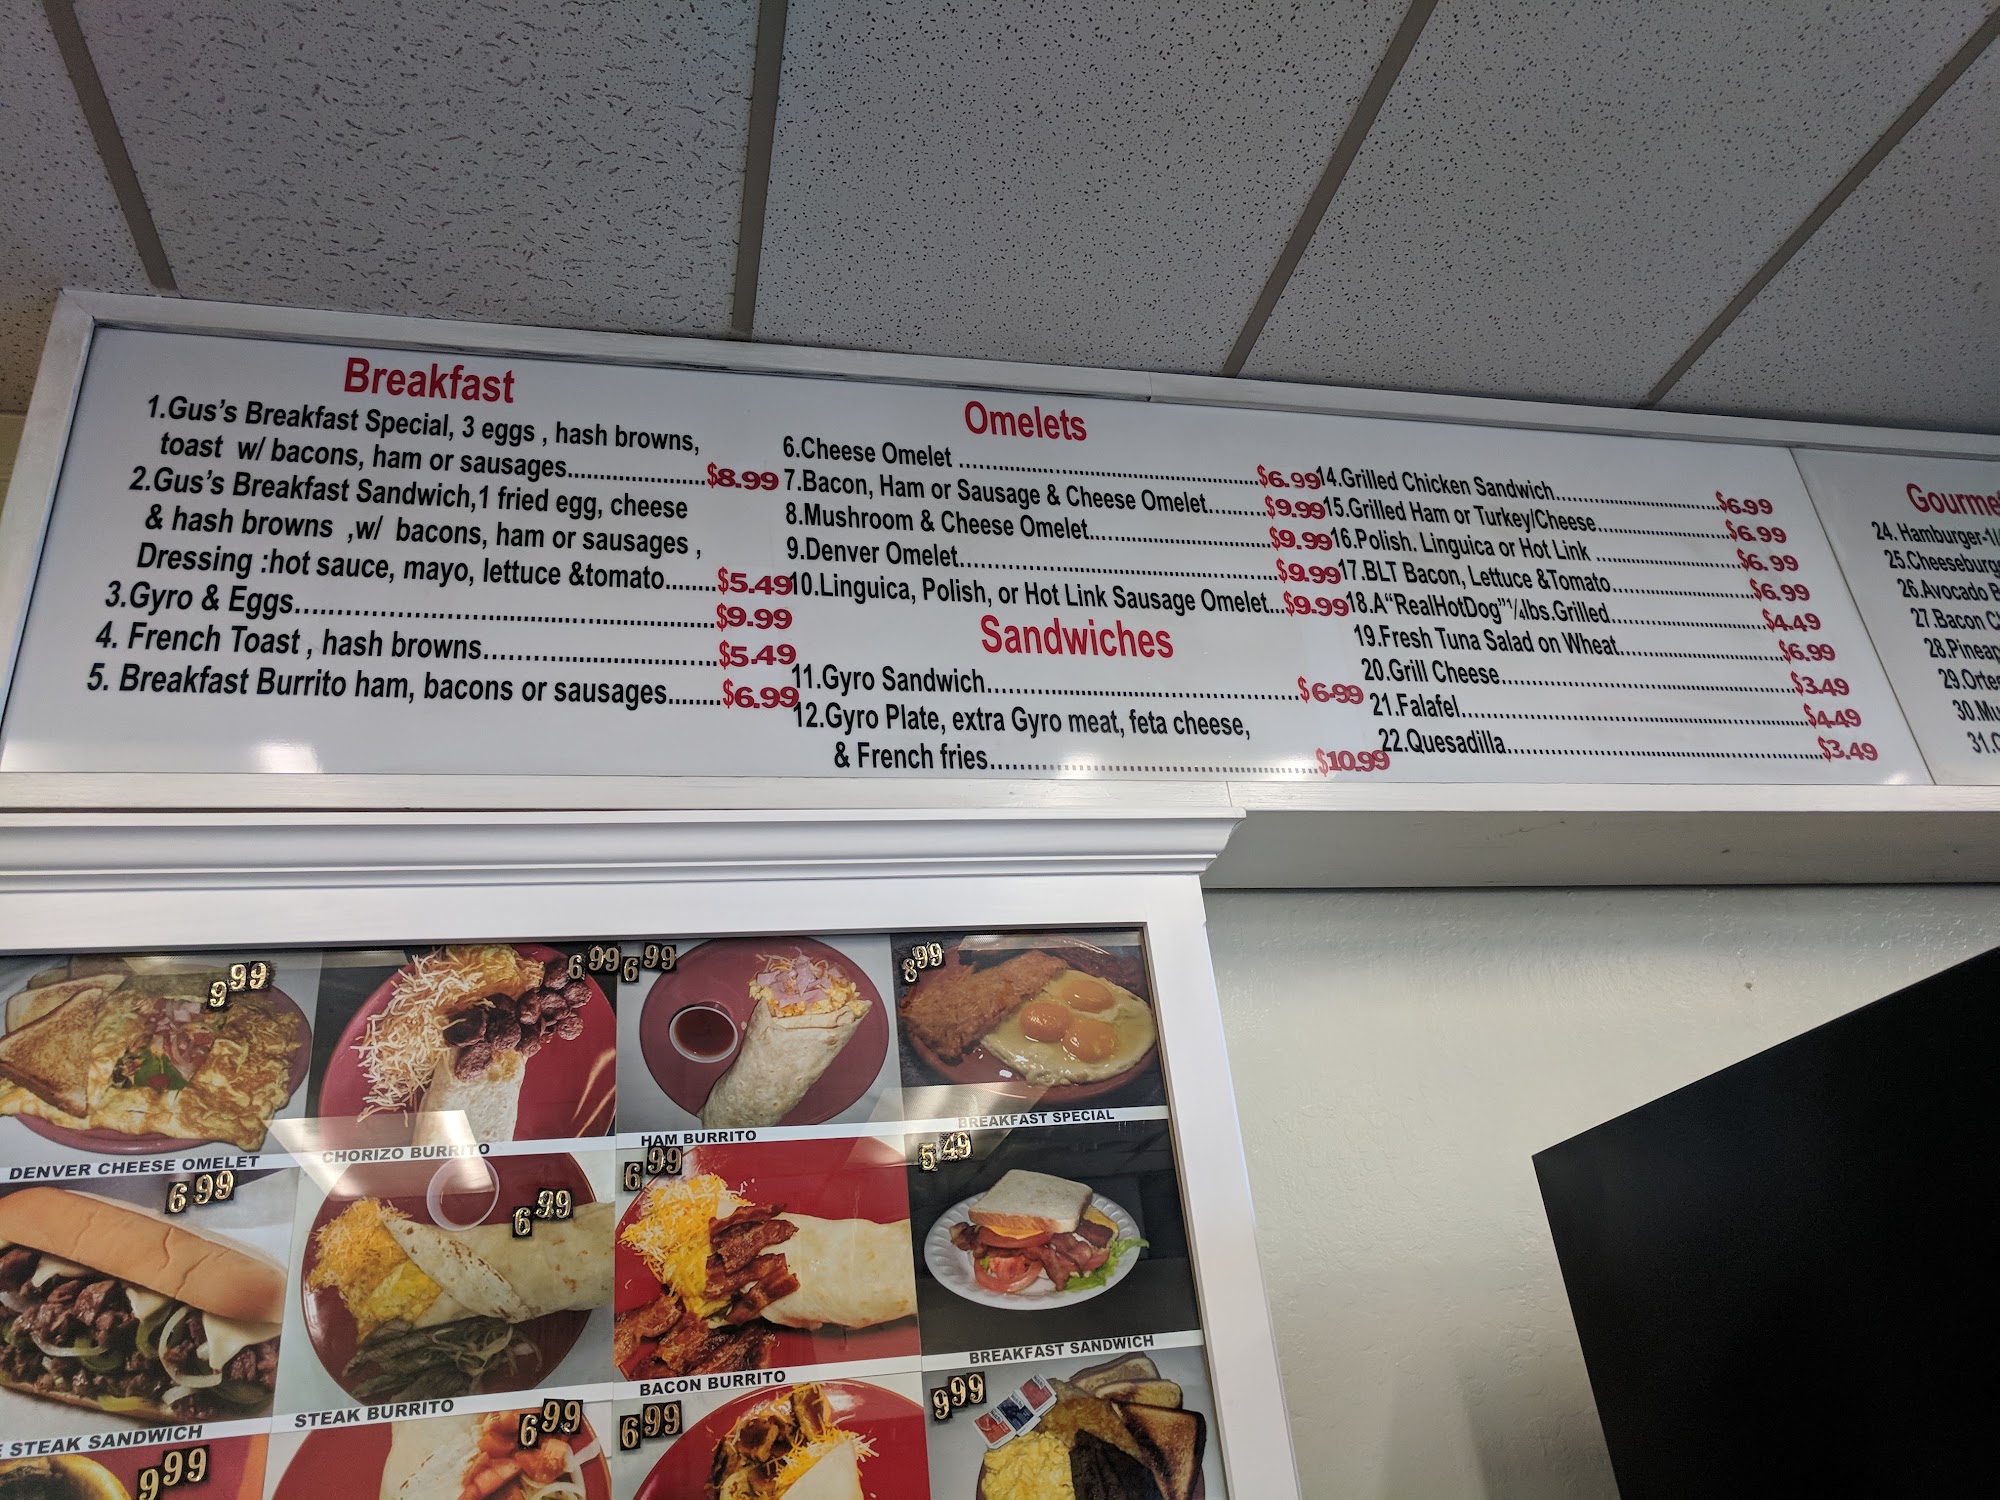 Breakfast
1.Gus's Breakfast Special, 3 eggs , hash browns,
toast w/ bacons, ham or sausages.......................$8.99
2.Gus's Breakfast Sandwich,1 fried egg, cheese
& hash browns ,w/ bacons, ham or sausages ,
Dressing :hot sauce, mayo, lettuce &tomato........$5.49
3.Gyro & Eggs...............................................$9.99
4. French Toast , hash browns..........................$5.49
5. Breakfast Burrito ham, bacons or sausages........$6.99
Omelets
6.Cheese Omelet ..................................................$6.99
7.Bacon, Ham or Sausage & Cheese Omelet..........$9.99
8.Mushroom & Cheese Omelet..............................$9.99
9.Denver Omelet.....................................................$9.99
10.Linguica, Polish, or Hot Link Sausage Omelet...$9.99
Sandwiches
11.Gyro Sandwich..................................................$6.99
12.Gyro Plate, extra Gyro meat, feta cheese,
& French fries......................................................$10.99
14.Grilled Chicken Sandwich..............................$6.99
15.Grilled Ham or Turkey/Cheese.......................$6.99
16.Polish. Linguica or Hot Link .........................$6.99
17.BLT Bacon, Lettuce &Tomato........................$6.99
18.A“RealHotDog”¼lbs.Grilled..........................$4.49
19.Fresh Tuna Salad on Wheat............................$6.99
20.Grill Cheese..................................................$3.49
21.Falafel...........................................................$4.49
22.Quesadilla.....................................................$3.49
24. Hamburger
25.
26.Avocado
27.Bacon
28.
29.
30.
31.
9.99
DENVER CHEESE OMELET
6.99
CHORIZO BURRITO
6.99
HAM BURRITO
8.99
BREAKFAST SPECIAL
6.99
STEAK SANDWICH
6.99
STEAK BURRITO
6.99
BACON BURRITO
5.49
BREAKFAST SANDWICH
9.99
6.99
6.99
9.99